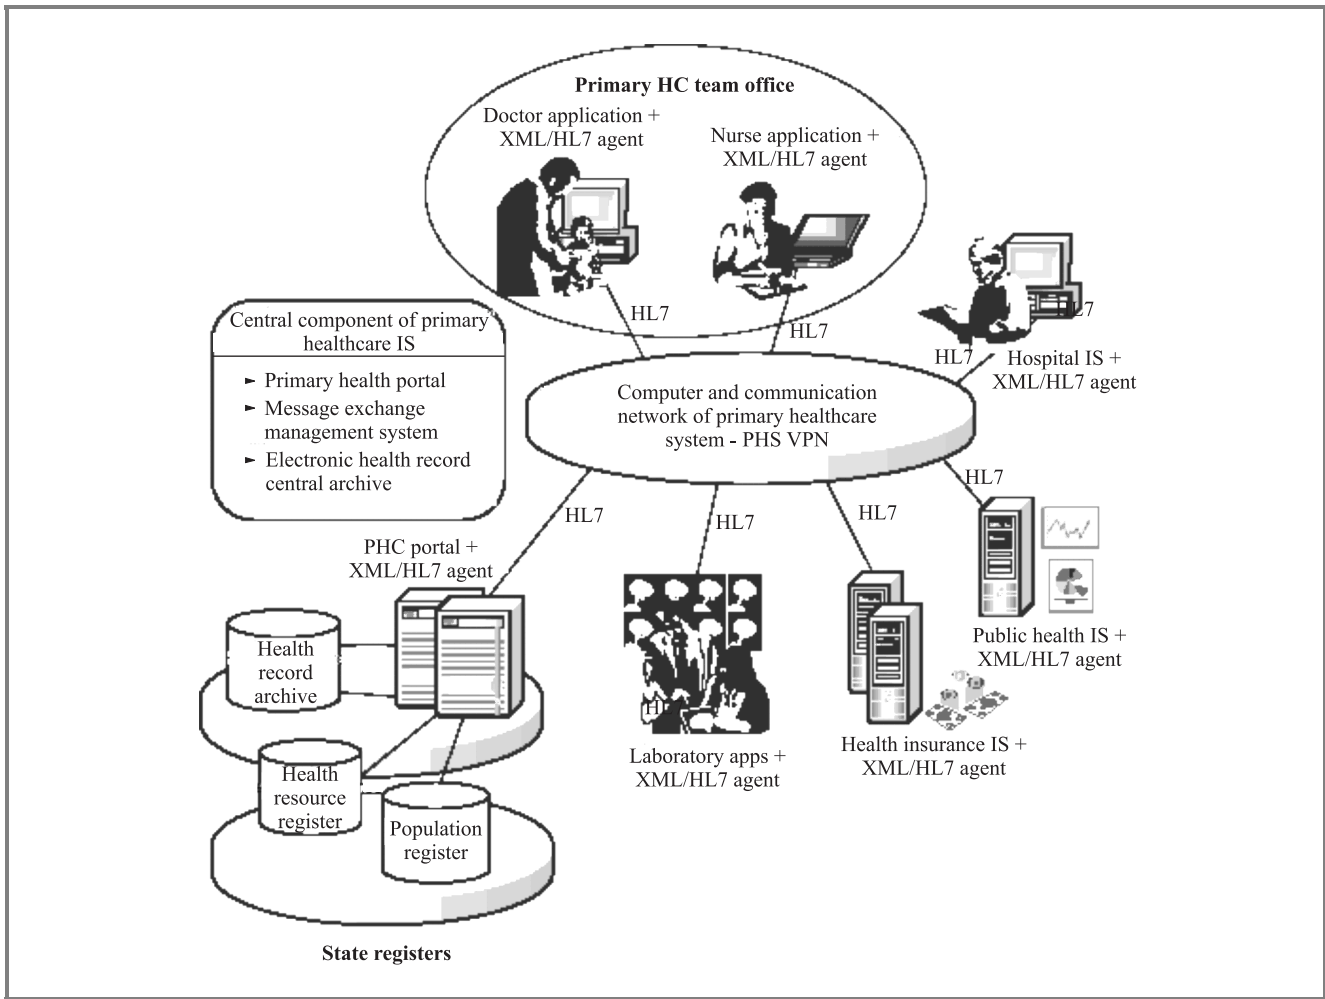 Primary HC team office
Doctor application +
XML/HL7 agent
Nurse application +
XML/HL7 agent
HL7
HL7
HL7
HL7
Hospital IS +
XML/HL7 agent
Central component of primary
healthcare IS
► Primary health portal
► Message exchange
management system
► Electronic health record
central archive
Computer and communication
network of primary healthcare
system - PHS VPN
HL7
HL7
HL7
HL7
PHC portal +
XML/HL7 agent
Health
record
archive
Health
resource
register
Population
register
State registers
HL7
Laboratory apps +
XML/HL7 agent
Health insurance IS +
XML/HL7 agent
Public health IS +
XML/HL7 agent